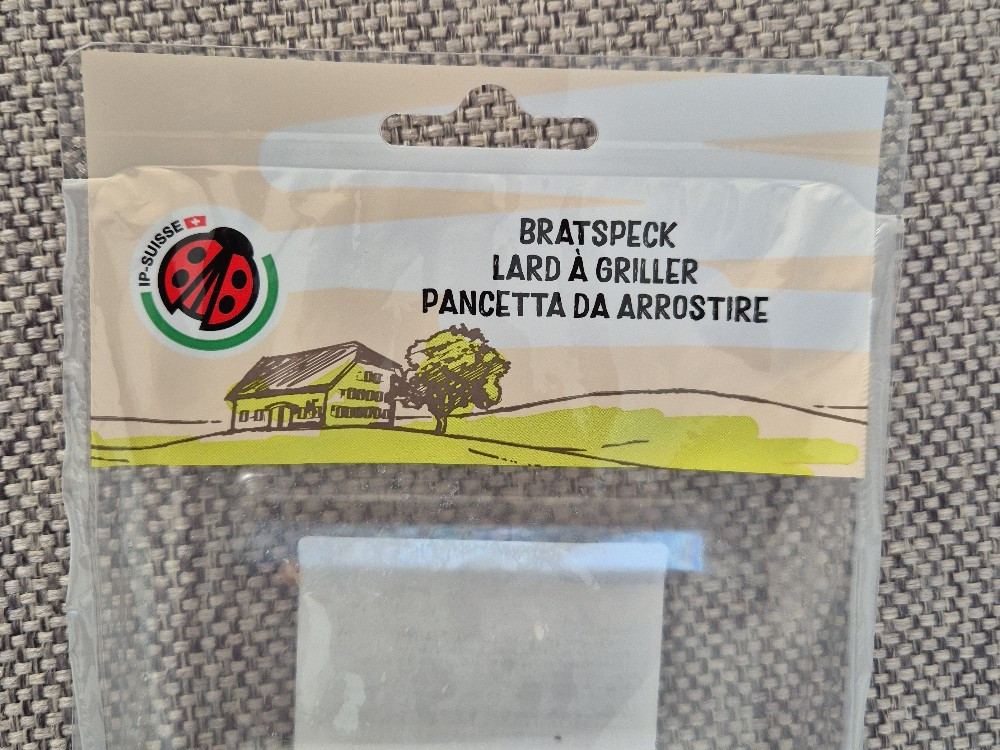 IP-SUISSE
BRATSPECK
LARD À GRILLER
PANCETTA DA ARROSTIRE